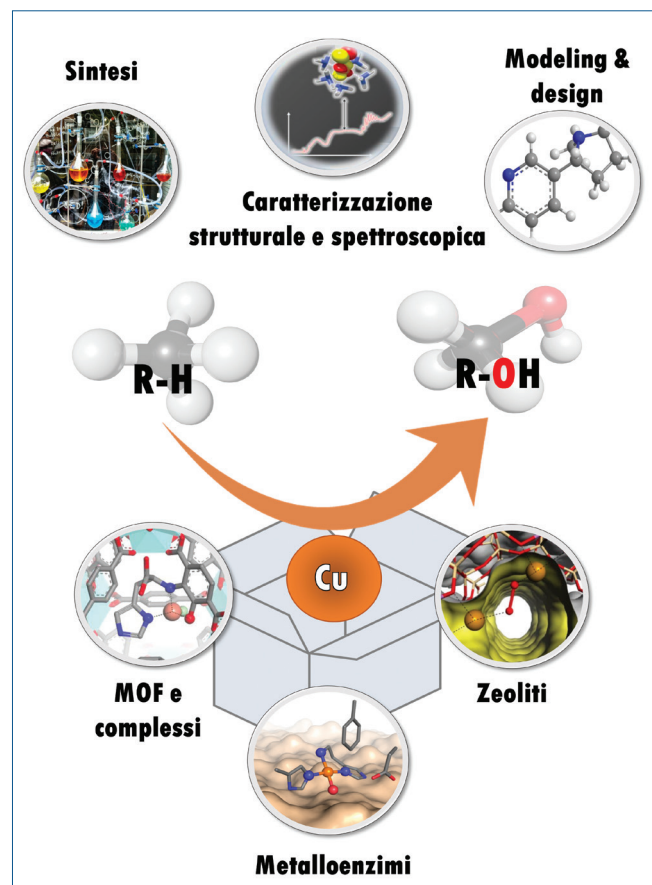 Sintesi
Modeling &
design
Caratterizzazione
strutturale e spettroscopica
R-H
R-OH
Cu
MOF e
complessi
Zeoliti
Metalloenzimi